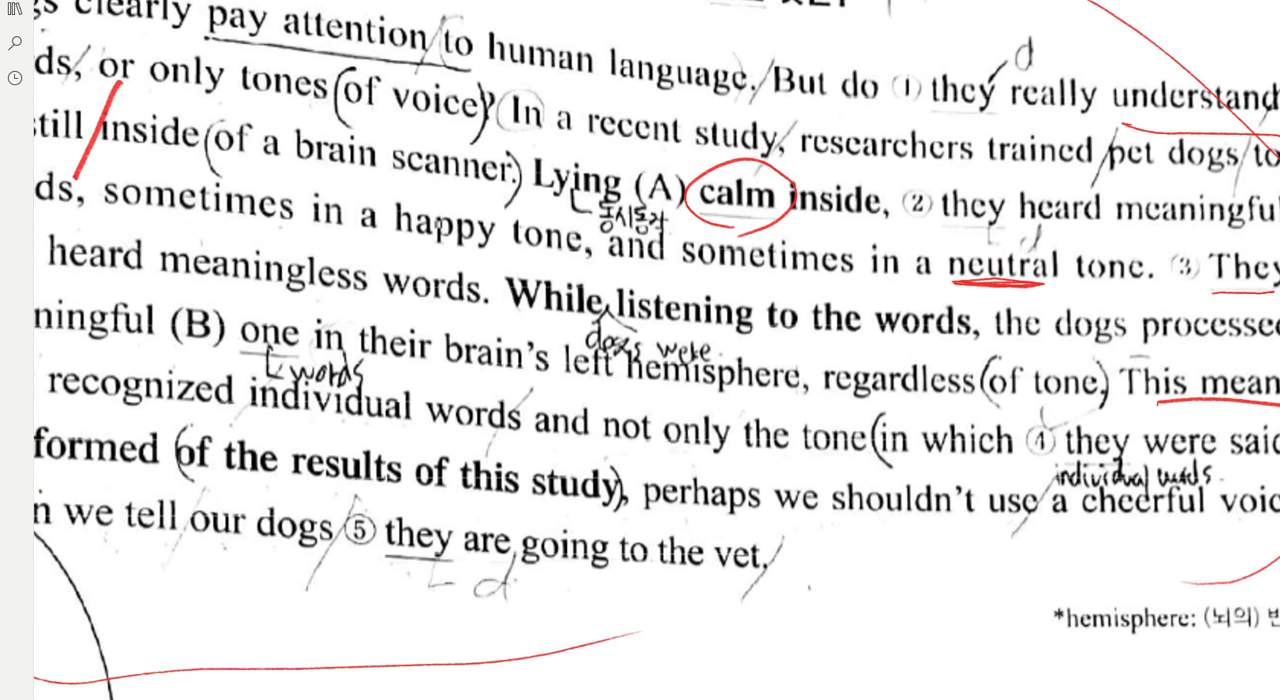 gs clearly pay attention to human language. But do (1) they really understand
d
ds, or only tones (of voice)? In a recent study, researchers trained pet dogs to
still inside (of a brain scanner.) Lying (A) calm inside, (2) they heard meaningful
동시동작
d
ds, sometimes in a happy tone, and sometimes in a neutral tone. (3) They
heard meaningless words. While listening to the words, the dogs processe
dogs were
ningful (B) one in their brain's left hemisphere, regardless (of tone.) This mean
words
recognized individual words and not only the tone (in which (4) they were said
individual words.
formed (of the results of this study), perhaps we shouldn't use a cheerful voic
n we tell our dogs ⑤ they are going to the vet.
d
*hemisphere: (뇌의) 반